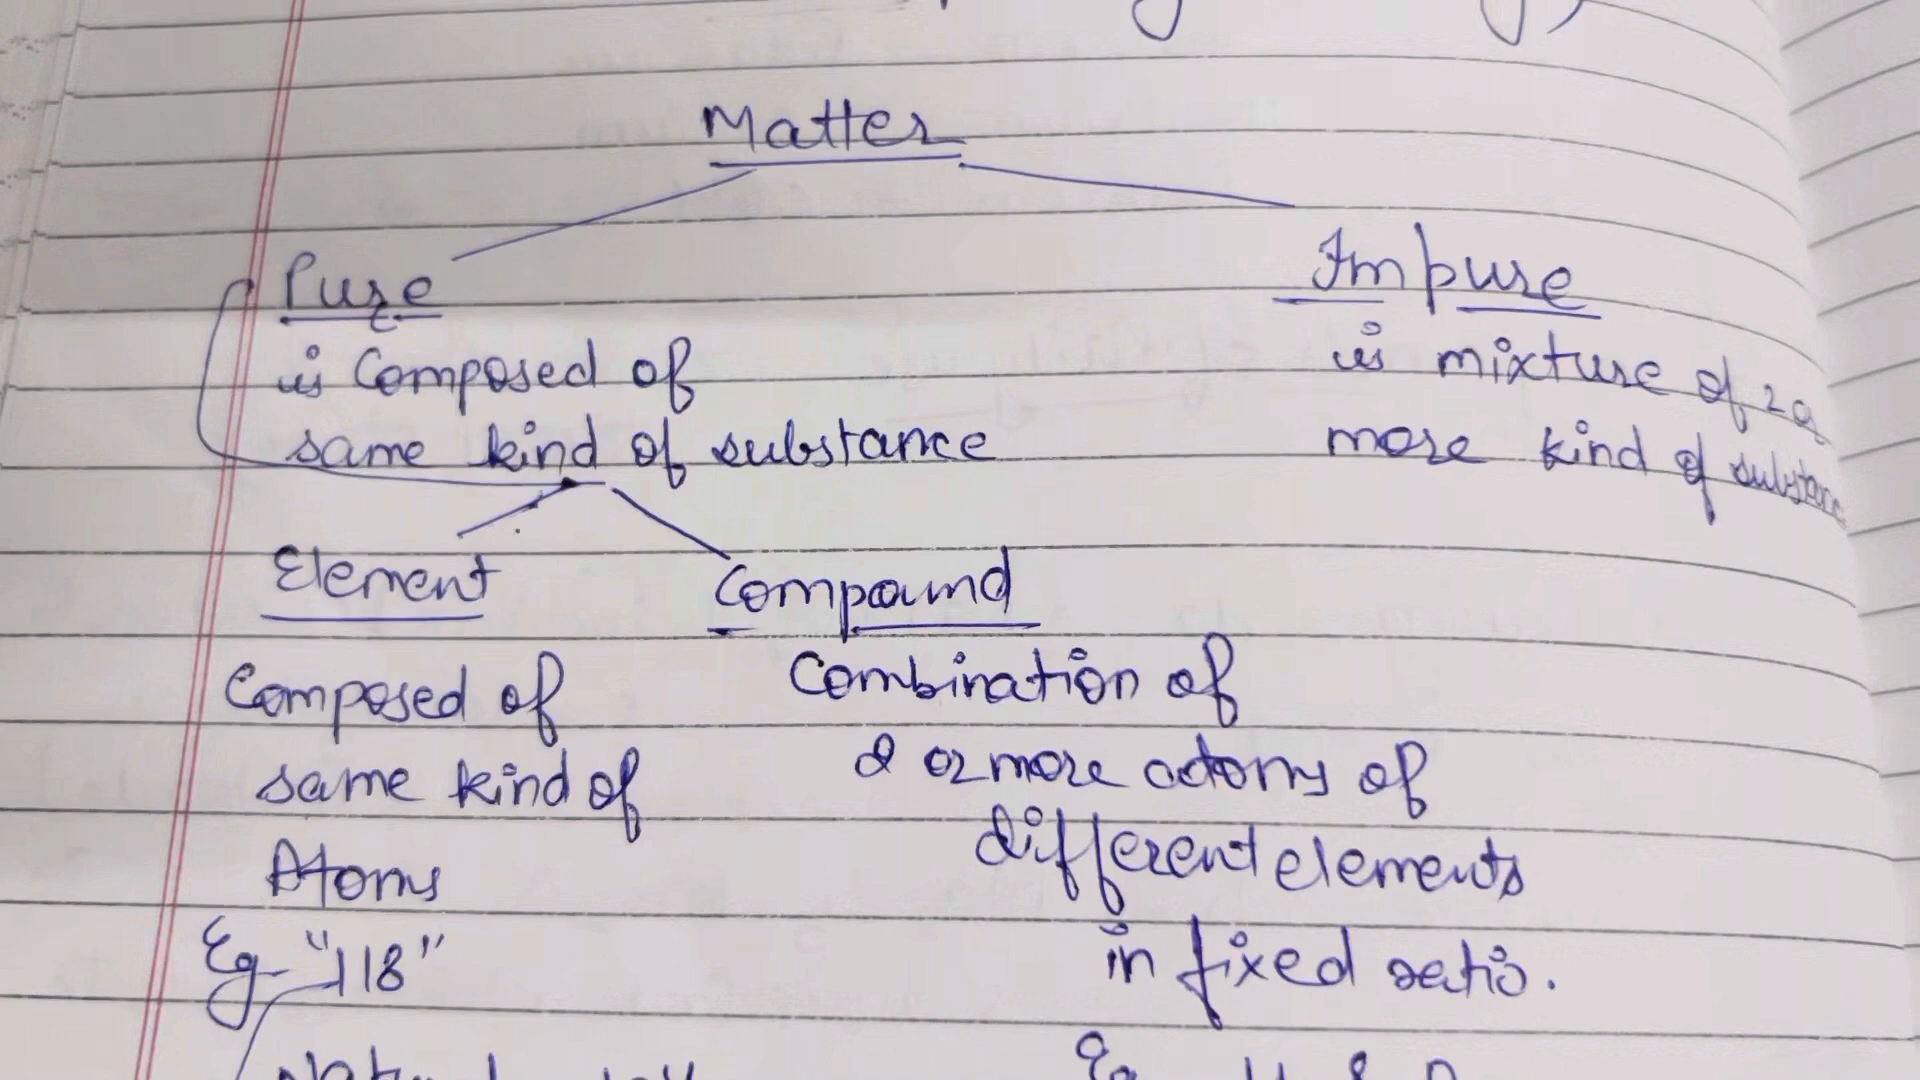 Matter
Pure
Impure
is Composed of
same kind of substance
is mixture of 2 or
more kind of substance
Element
Compound
Composed of
same kind of
Atoms
Eg- "118"
Combination of
2 or more atoms of
different elements
in fixed ratio.
Eg